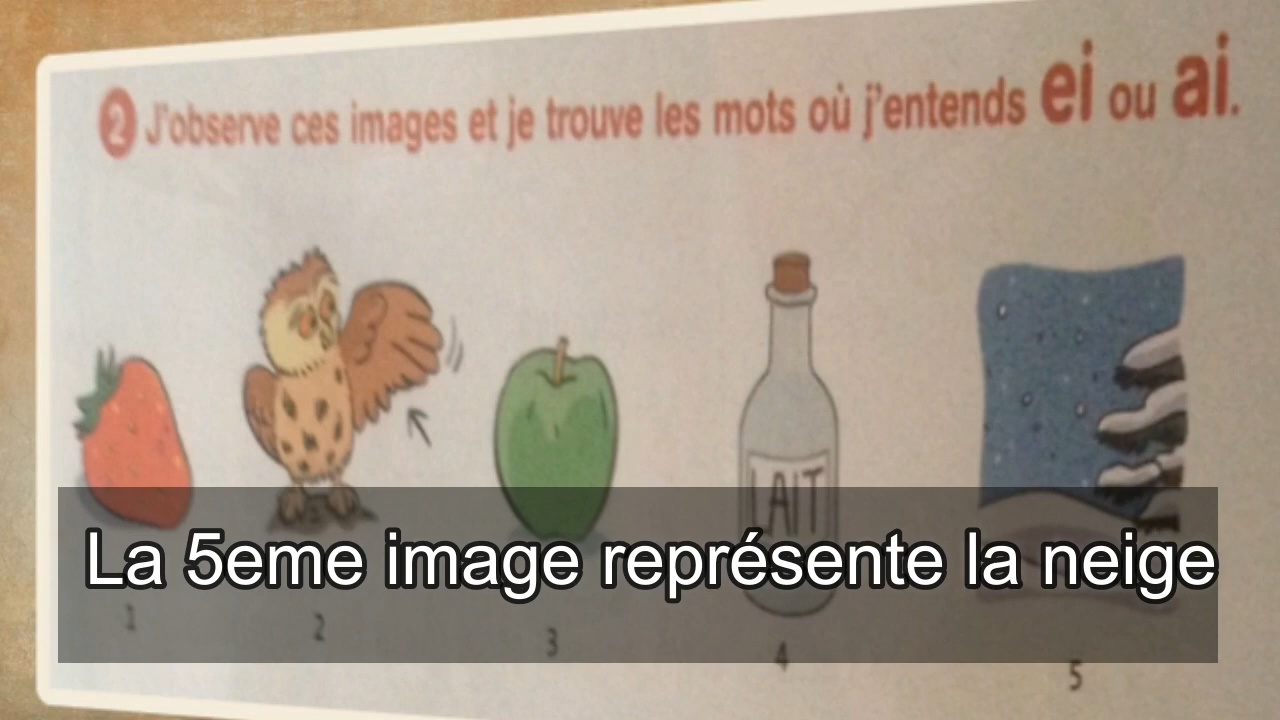 2 J'observe ces images et je trouve les mots où j'entends ei ou ai.
LAIT
La 5eme image représente la neige
1 2 3 4 5